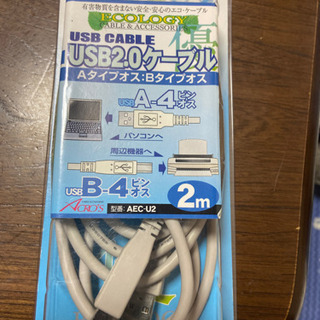 有害物質を含まない安全・安心のエコ・ケーブル
ECOLOGY
CABLE & ACCESSORIES
USB CABLE
USB2.0ケーブル
Aタイプオス:Bタイプオス
USB A-4ピンオス
パソコンへ
周辺機器へ
USB B-4ピンオス
2m
ACROS
型番: AEC-U2